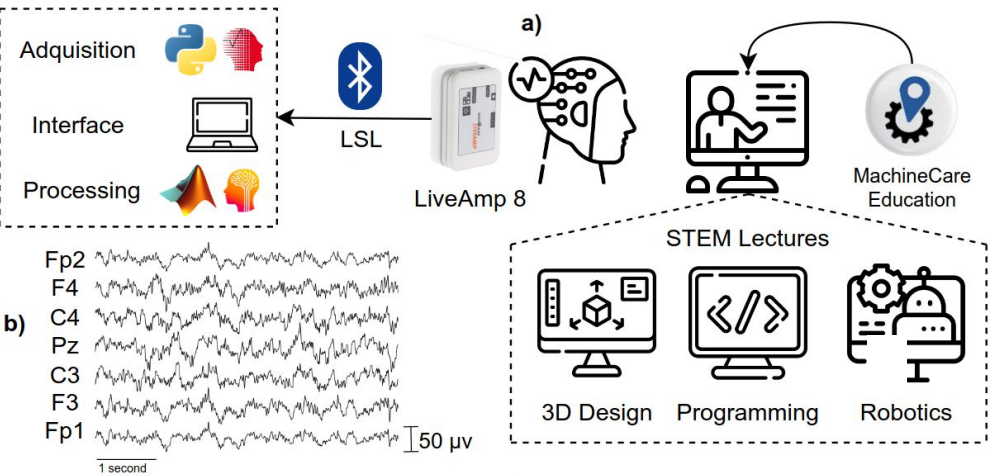 a)
Adquisition
Interface
Processing
LSL
LiveAmp 8
MachineCare
Education
STEM Lectures
3D Design
Programming
Robotics
b)
Fp2
F4
C4
Pz
C3
F3
Fp1
50 μv
1 second